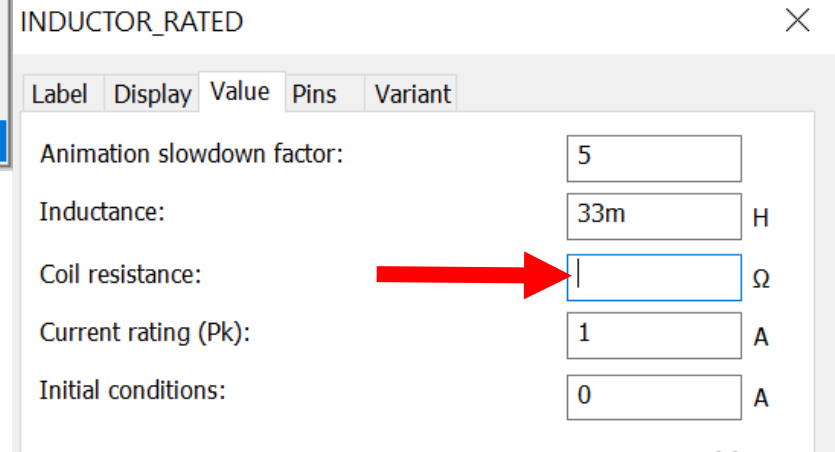 INDUCTOR_RATED
Label Display Value Pins Variant
Animation slowdown factor: 5
Inductance: 33m H
Coil resistance: Ω
Current rating (Pk): 1 A
Initial conditions: 0 A